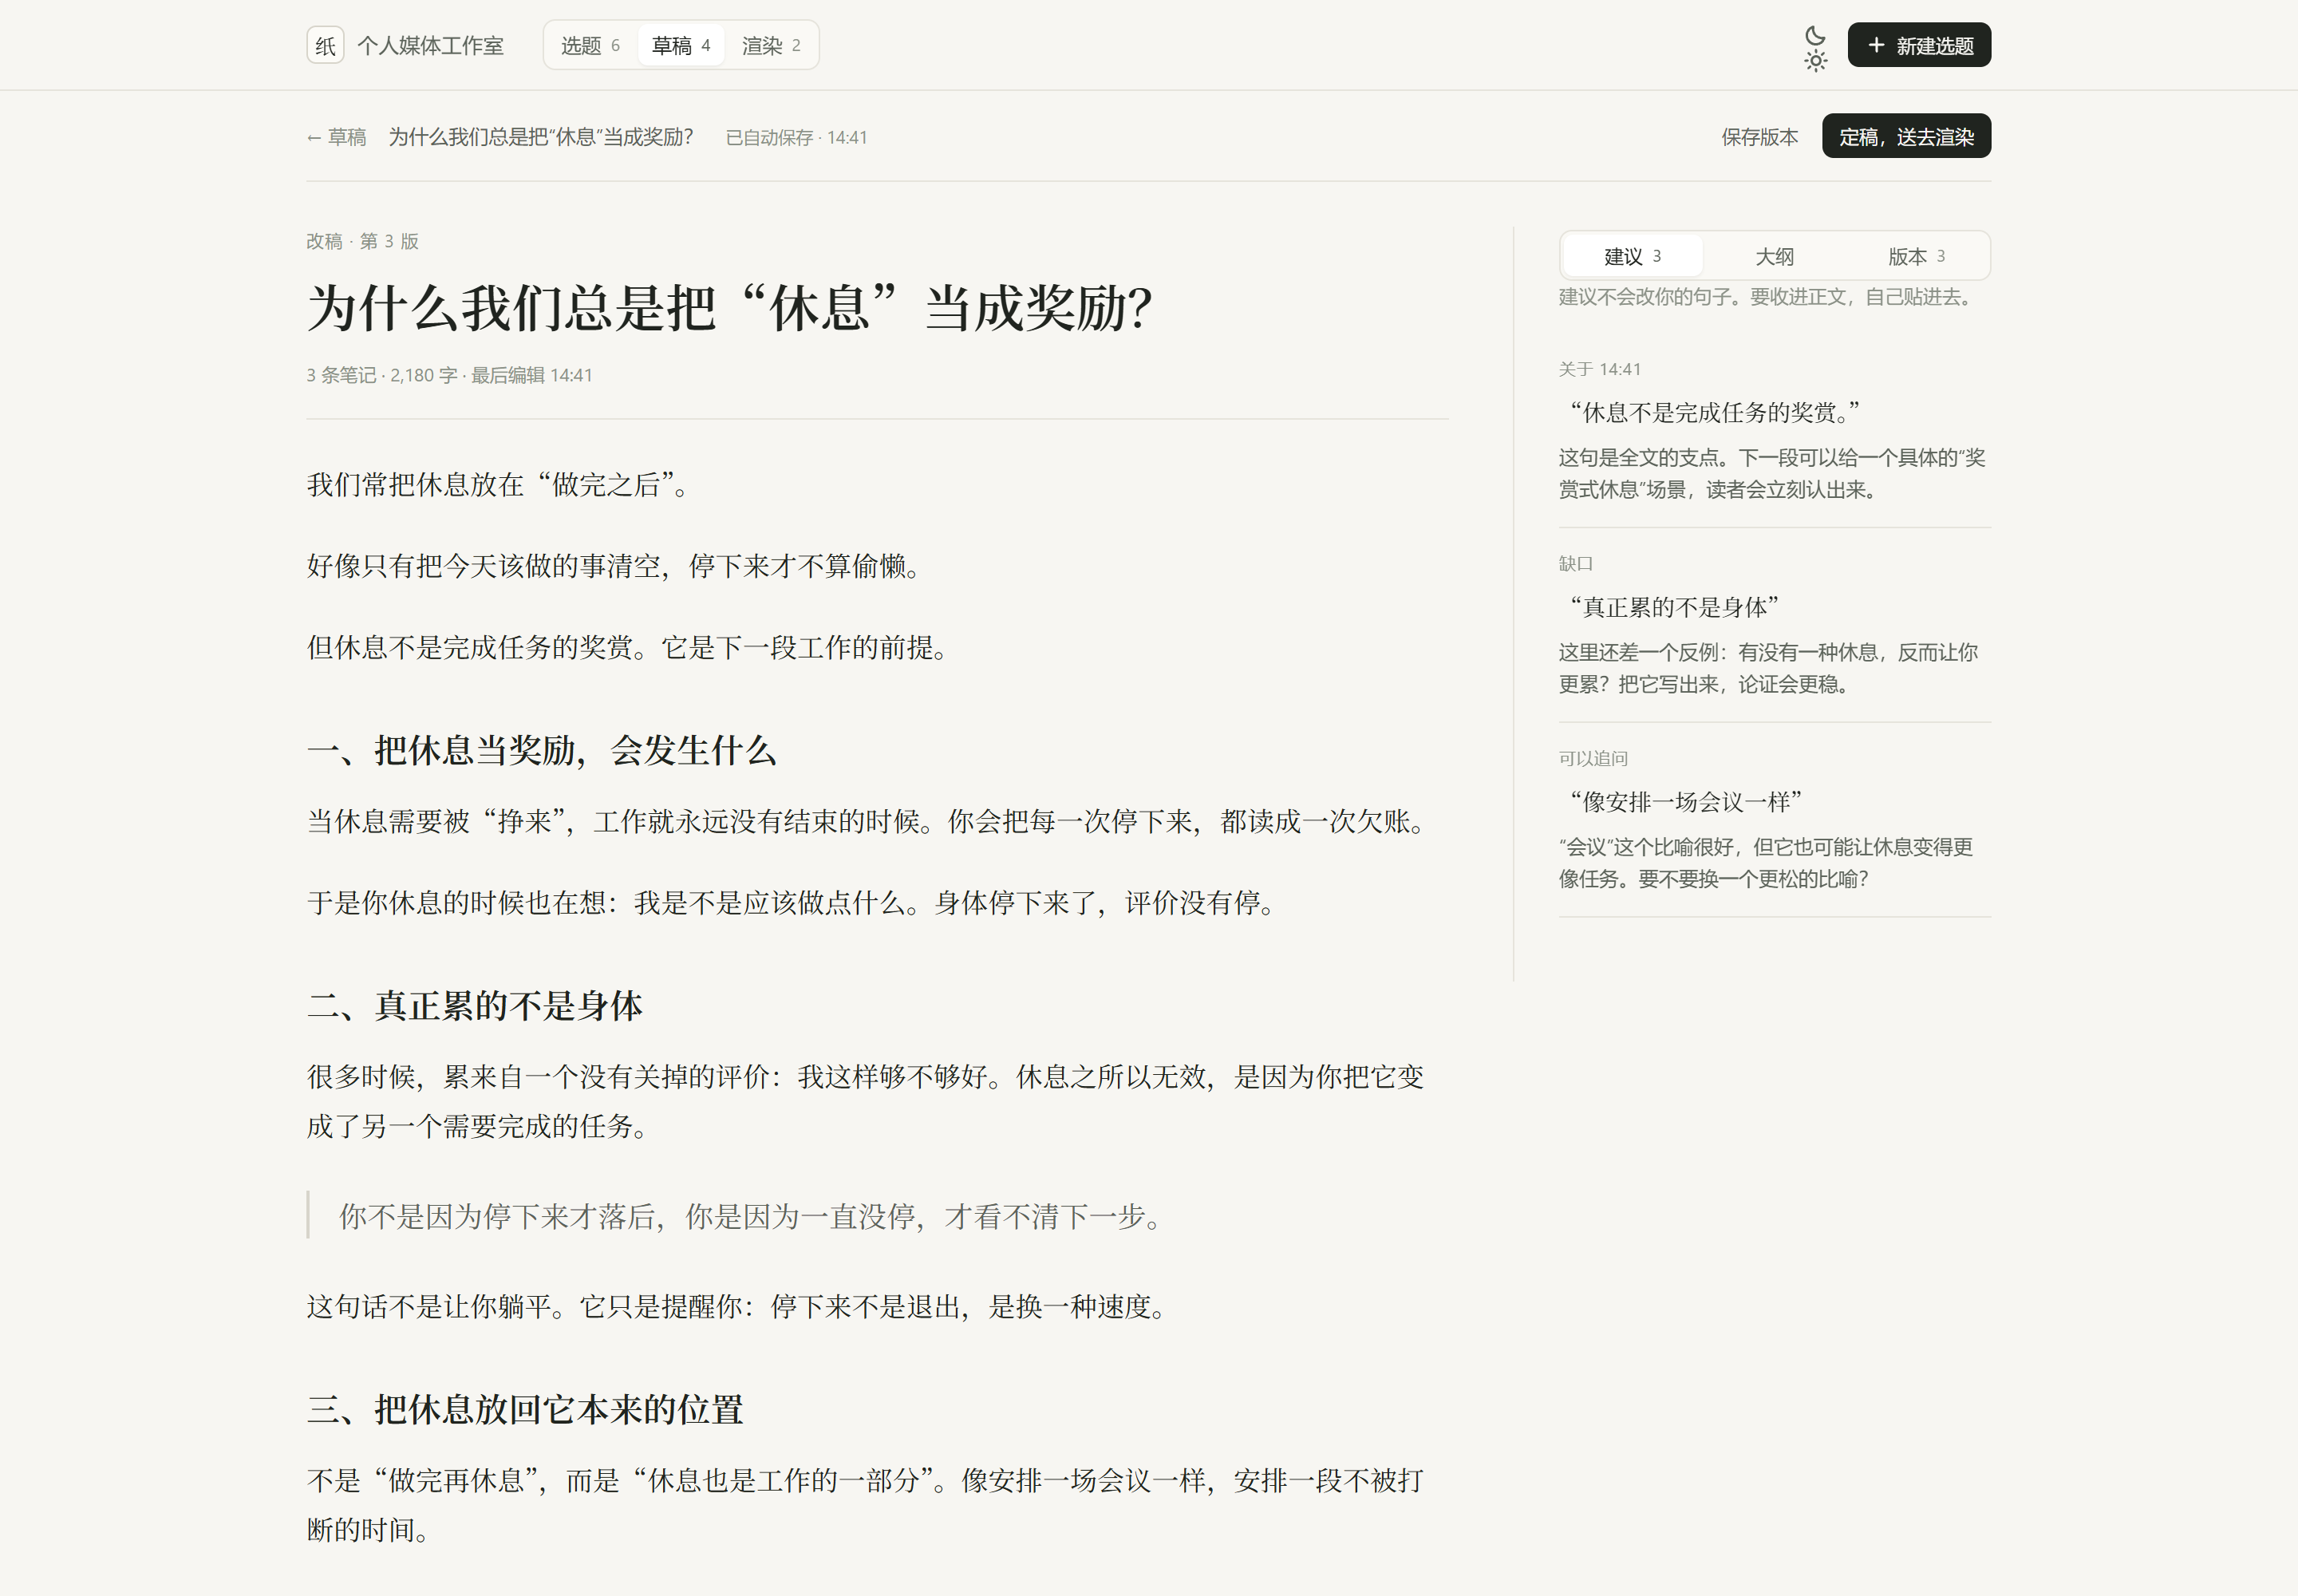 纸 个人媒体工作室 选题 6 草稿 4 渲染 2 + 新建选题
← 草稿 为什么我们总是把“休息”当成奖励？ 已自动保存 · 14:41 保存版本 定稿，送去渲染
改稿 · 第 3 版
为什么我们总是把“休息”当成奖励？
3 条笔记 · 2,180 字 · 最后编辑 14:41
我们常把休息放在“做完之后”。
好像只有把今天该做的事清空，停下来才不算偷懒。
但休息不是完成任务的奖赏。它是下一段工作的前提。
一、把休息当奖励，会发生什么
当休息需要被“挣来”，工作就永远没有结束的时候。你会把每一次停下来，都读成一次欠账。
于是你休息的时候也在想：我是不是应该做点什么。身体停下来了，评价没有停。
二、真正累的不是身体
很多时候，累来自一个没有关掉的评价：我这样够不够好。休息之所以无效，是因为你把它变
成了另一个需要完成的任务。
你不是因为停下来才落后，你是因为一直没停，才看不清下一步。
这句话不是让你躺平。它只是提醒你：停下来不是退出，是换一种速度。
三、把休息放回它本来的位置
不是“做完再休息”，而是“休息也是工作的一部分”。像安排一场会议一样，安排一段不被打
断的时间。
建议 3 大纲 版本 3
建议不会改你的句子。要收进正文，自己贴进去。
关于 14:41
“休息不是完成任务的奖赏。”
这句是全文的支点。下一段可以给一个具体的“奖
赏式休息”场景，读者会立刻认出来。
缺口
“真正累的不是身体”
这里还差一个反例：有没有一种休息，反而让你
更累？把它写出来，论证会更稳。
可以追问
“像安排一场会议一样”
“会议”这个比喻很好，但它也可能让休息变得更
像任务。要不要换一个更松的比喻？